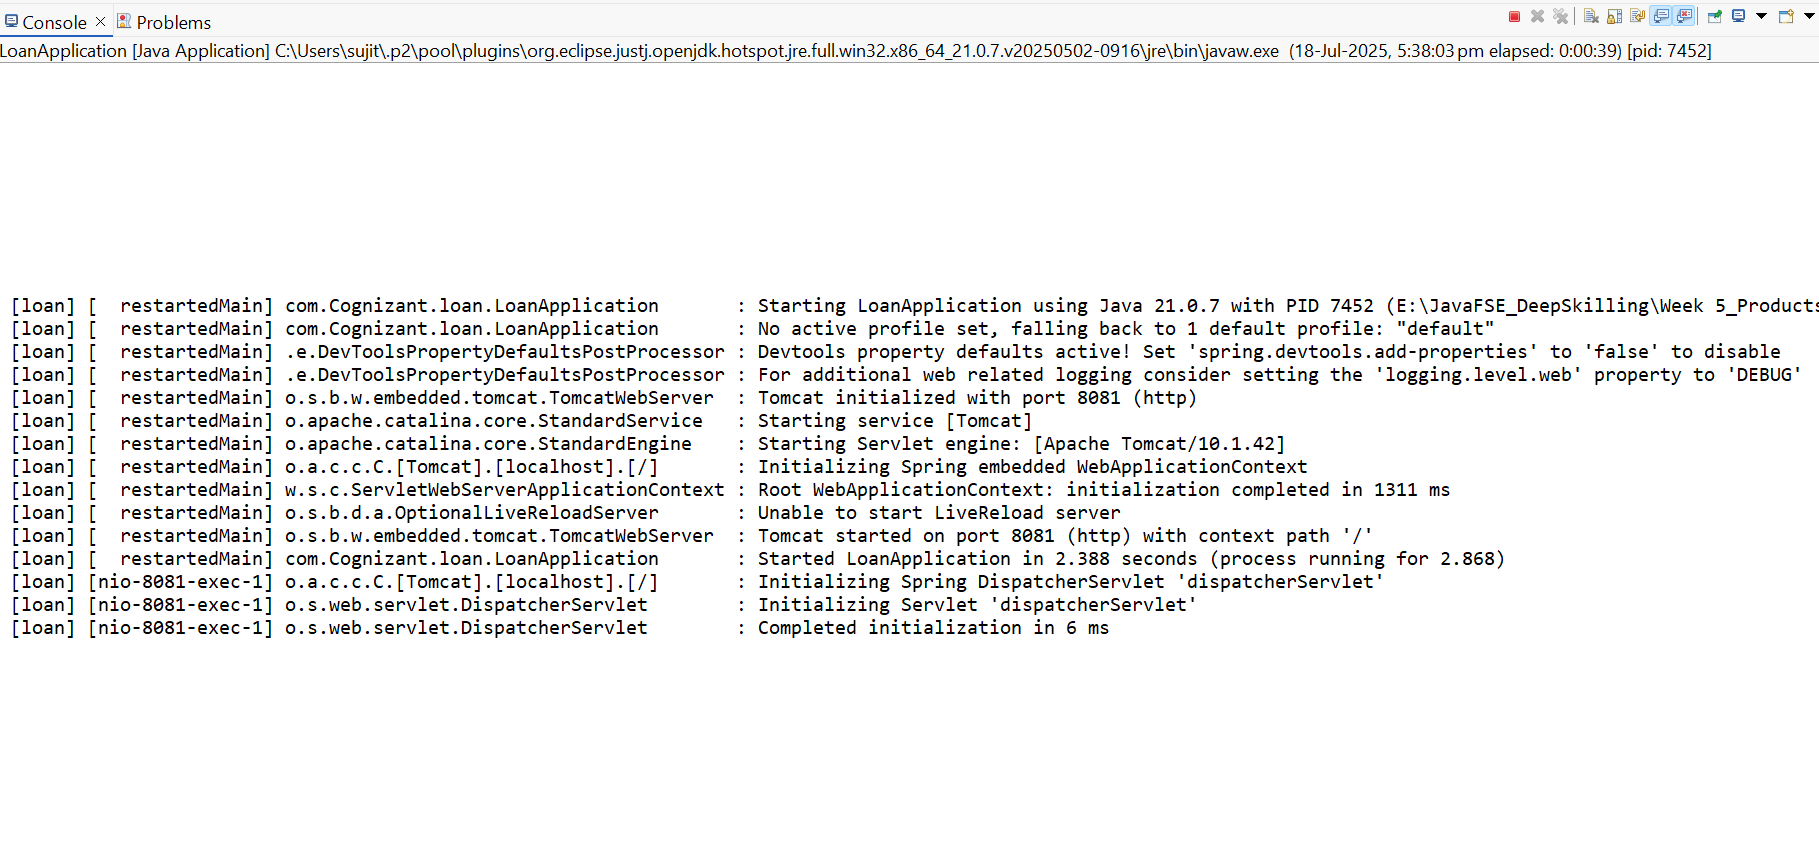 Console Problems
LoanApplication [Java Application] C:\Users\sujit\.p2\pool\plugins\org.eclipse.justj.openjdk.hotspot.jre.full.win32.x86_64_21.0.7.v20250502-0916\jre\bin\javaw.exe (18-Jul-2025, 5:38:03 pm elapsed: 0:00:39) [pid: 7452]
[loan] [  restartedMain] com.Cognizant.loan.LoanApplication       : Starting LoanApplication using Java 21.0.7 with PID 7452 (E:\JavaFSE_DeepSkilling\Week 5_Products
[loan] [  restartedMain] com.Cognizant.loan.LoanApplication       : No active profile set, falling back to 1 default profile: "default"
[loan] [  restartedMain] .e.DevToolsPropertyDefaultsPostProcessor : Devtools property defaults active! Set 'spring.devtools.add-properties' to 'false' to disable
[loan] [  restartedMain] .e.DevToolsPropertyDefaultsPostProcessor : For additional web related logging consider setting the 'logging.level.web' property to 'DEBUG'
[loan] [  restartedMain] o.s.b.w.embedded.tomcat.TomcatWebServer  : Tomcat initialized with port 8081 (http)
[loan] [  restartedMain] o.apache.catalina.core.StandardService   : Starting service [Tomcat]
[loan] [  restartedMain] o.apache.catalina.core.StandardEngine    : Starting Servlet engine: [Apache Tomcat/10.1.42]
[loan] [  restartedMain] o.a.c.c.C.[Tomcat].[localhost].[/]       : Initializing Spring embedded WebApplicationContext
[loan] [  restartedMain] w.s.c.ServletWebServerApplicationContext : Root WebApplicationContext: initialization completed in 1311 ms
[loan] [  restartedMain] o.s.b.d.a.OptionalLiveReloadServer       : Unable to start LiveReload server
[loan] [  restartedMain] o.s.b.w.embedded.tomcat.TomcatWebServer  : Tomcat started on port 8081 (http) with context path '/'
[loan] [  restartedMain] com.Cognizant.loan.LoanApplication       : Started LoanApplication in 2.388 seconds (process running for 2.868)
[loan] [nio-8081-exec-1] o.a.c.c.C.[Tomcat].[localhost].[/]       : Initializing Spring DispatcherServlet 'dispatcherServlet'
[loan] [nio-8081-exec-1] o.s.web.servlet.DispatcherServlet        : Initializing Servlet 'dispatcherServlet'
[loan] [nio-8081-exec-1] o.s.web.servlet.DispatcherServlet        : Completed initialization in 6 ms